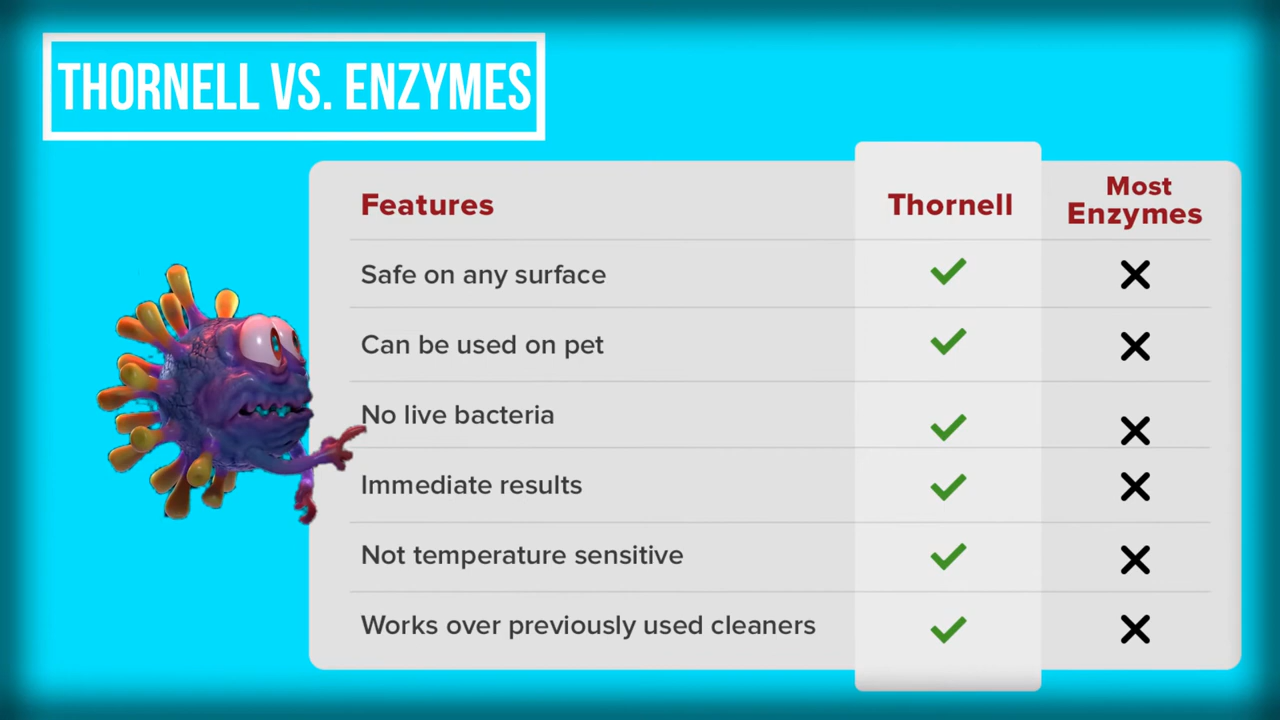 THORNELL VS. ENZYMES
Features
Thornell
Most
Enzymes
Safe on any surface
Can be used on pet
No live bacteria
Immediate results
Not temperature sensitive
Works over previously used cleaners